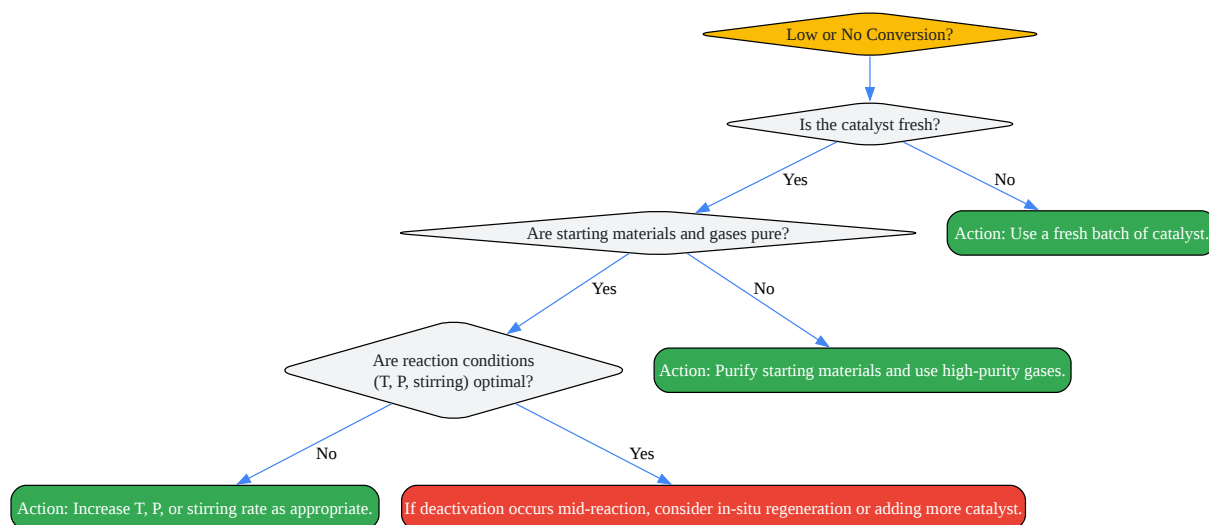 Low or No Conversion?
Is the catalyst fresh?
Yes
No
Are starting materials and gases pure?
Action: Use a fresh batch of catalyst.
Yes
No
Are reaction conditions
(T, P, stirring) optimal?
Action: Purify starting materials and use high-purity gases.
No
Yes
Action: Increase T, P, or stirring rate as appropriate.
If deactivation occurs mid-reaction, consider in-situ regeneration or adding more catalyst.